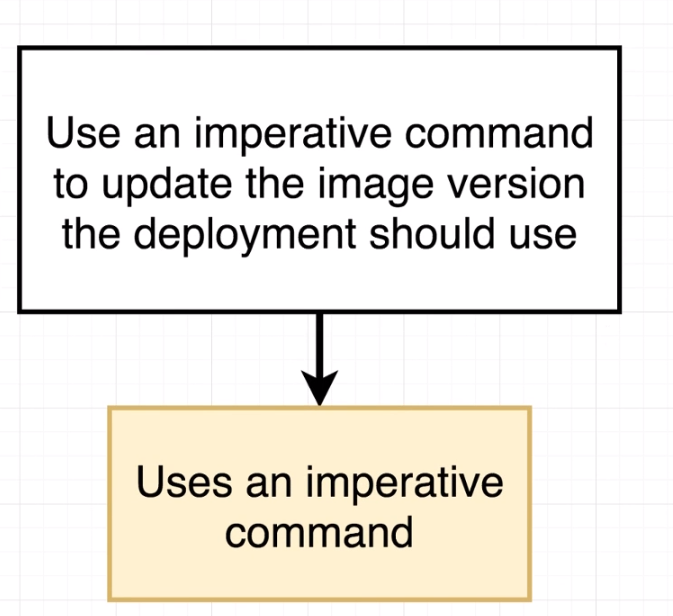 Use an imperative command
to update the image version
the deployment should use
Uses an imperative
command